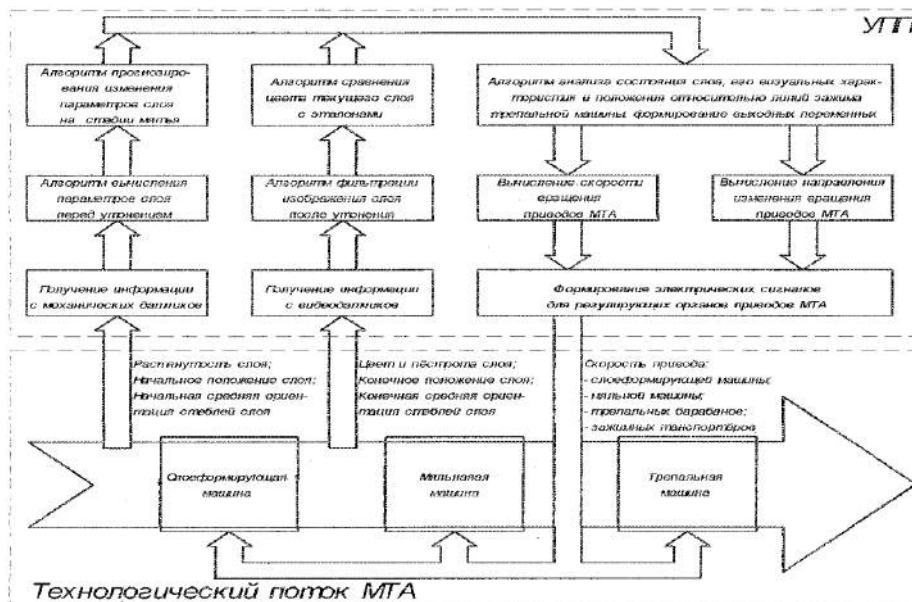 Алгоритм прогнозиро-
вания изменения
параметров слоя
на стадии мятья
Алгоритм сравнения
цвета текущего слоя
с эталонами
Алгоритм анализа состояния слоя, его визуальных харак-
теристик и положения относительно линий зажима
трепальной машины, формирование выходных переменных
Алгоритм вычисления
параметров слоя
перед утонением
Алгоритм фильтрации
изображения слоя
после утонения
Вычисление скорости
вращения
приводов МТА
Вычисление направления
изменения вращения
приводов МТА
Получение информации
с механических датчиков
Получение информации
с видеодатчиков
Формирование электрических сигналов
для регулирующих органов приводов МТА
Растянутость слоя;
Начальное положение слоя;
Начальная средняя ориен-
тация стеблей слоя
Цвет и пёстрота слоя;
Конечное положение слоя;
Конечная средняя ориен-
тация стеблей слоя
Скорость привода:
- слоеформирующей машины;
- мяльной машины;
- трепальных барабанов;
- зажимных транспортёров
Слоеформирующая
машина
машина
Трепальная
машина
Технологический поток МТА